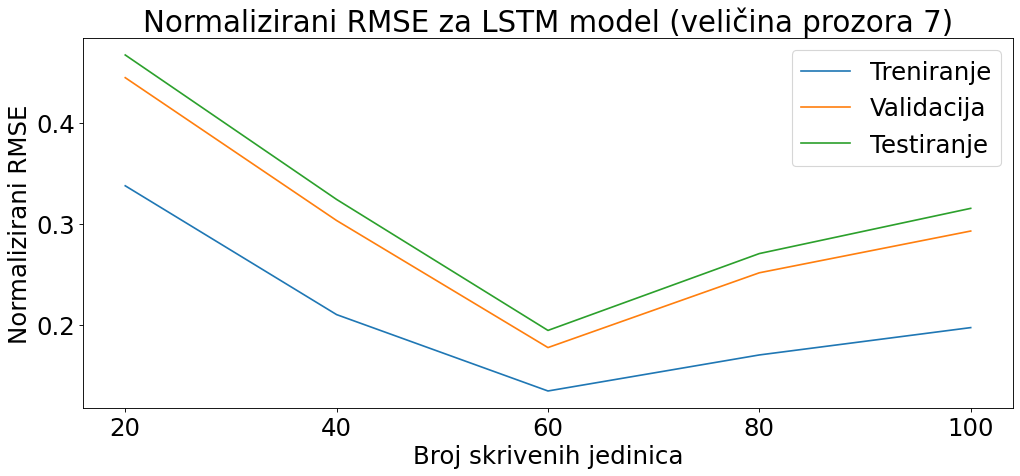 Normalizirani RMSE za LSTM model (veličina prozora 7)
Treniranje
Validacija
Testiranje
Normalizirani RMSE
0.4
0.3
0.2
20 40 60 80 100
Broj skrivenih jedinica